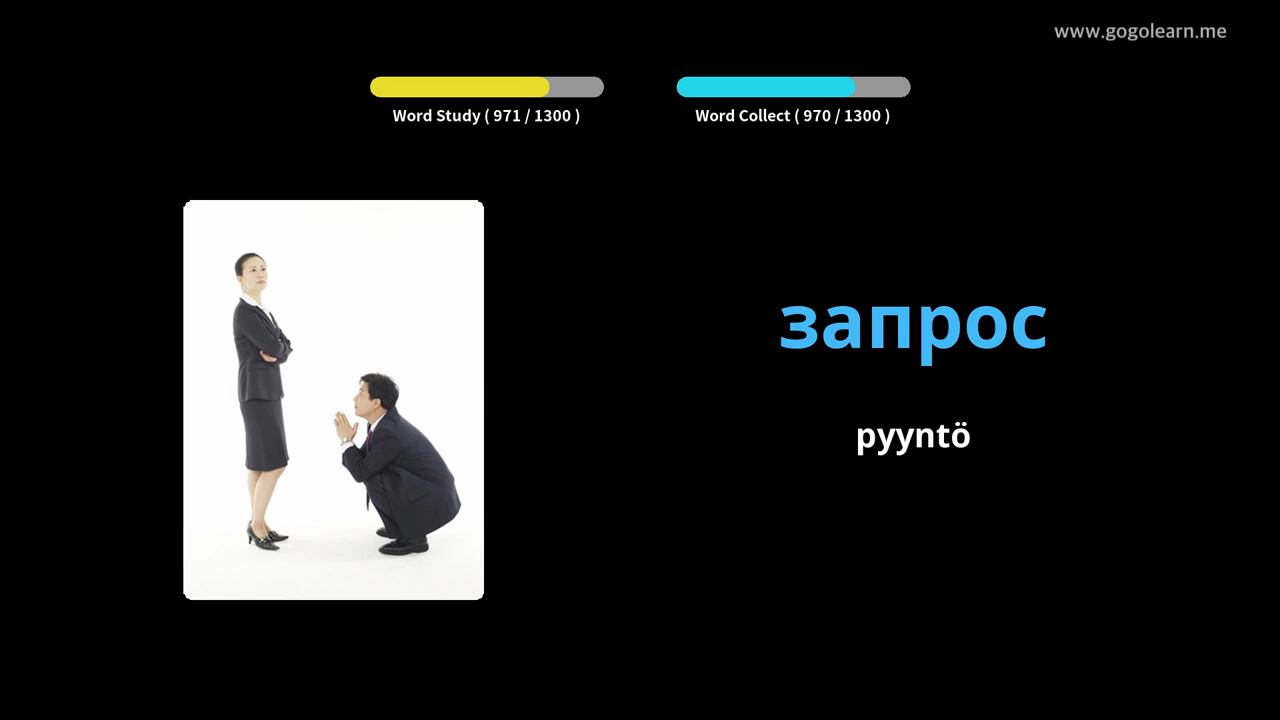 www.gogolearn.me
Word Study ( 971 / 1300 )
Word Collect ( 970 / 1300 )
запрос
pyyntö